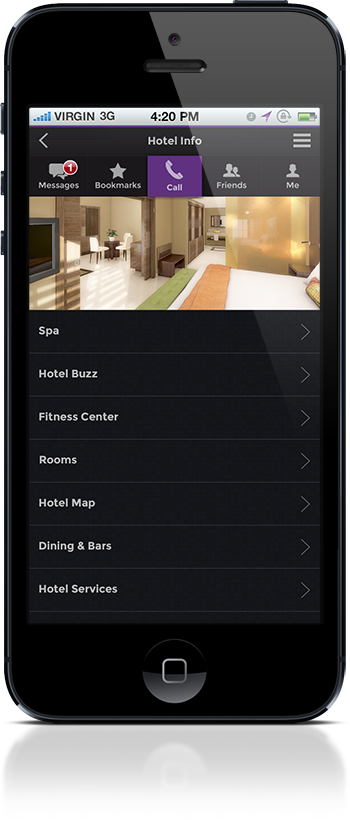 VIRGIN 3G 4:20 PM
Hotel Info
1
Messages Bookmarks Call Friends Me
Spa
Hotel Buzz
Fitness Center
Rooms
Hotel Map
Dining & Bars
Hotel Services